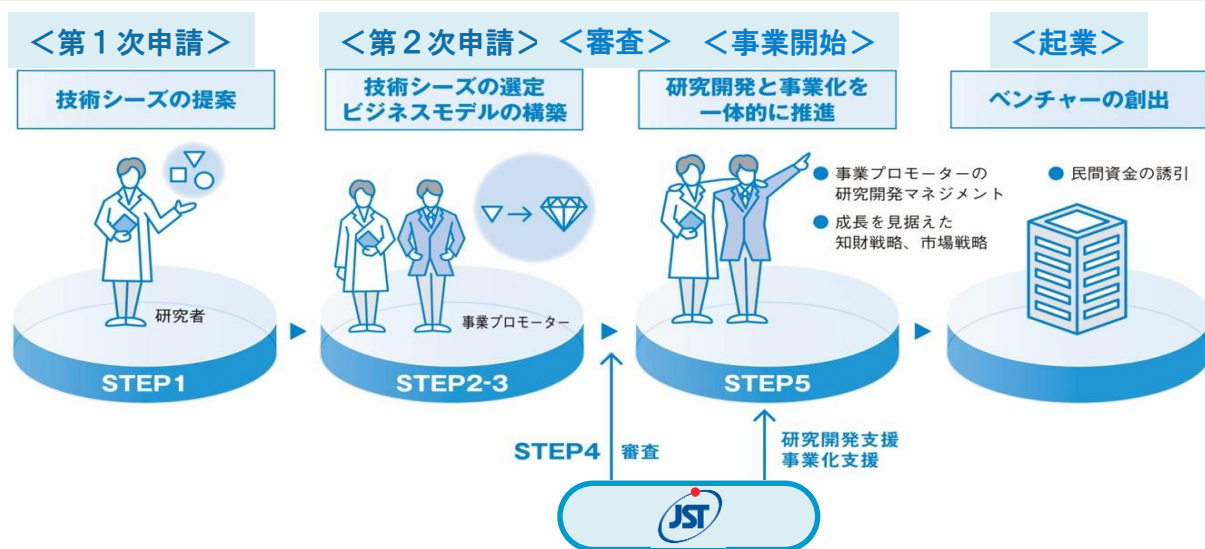 <第1次申請>
<第2次申請> <審査> <事業開始>
<起業>
技術シーズの提案
技術シーズの選定
ビジネスモデルの構築
研究開発と事業化を
一体的に推進
ベンチャーの創出
研究者
事業プロモーター
● 事業プロモーターの
研究開発マネジメント
● 成長を見据えた
知財戦略、市場戦略
● 民間資金の誘引
STEP1
STEP2-3
STEP5
STEP4 審査
研究開発支援
事業化支援
JST